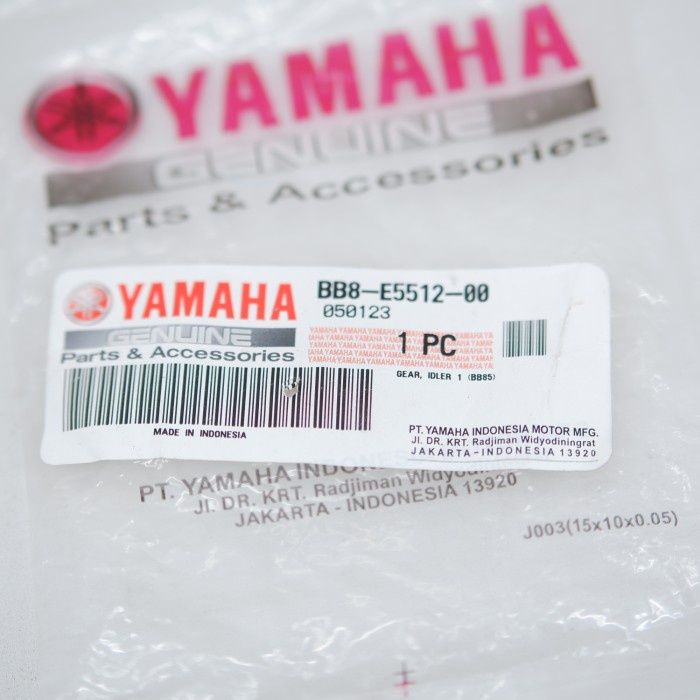 YAMAHA
GENUINE
Parts & Accessories
YAMAHA
GENUINE
Parts & Accessories
BB8-E5512-00
050123
1 PC
GEAR, IDLER 1 (BB85)
MADE IN INDONESIA
PT. YAMAHA INDONESIA MOTOR MFG.
Jl. DR. KRT. Radjiman Widyodiningrat
JAKARTA-INDONESIA 13920
PT. YAMAHA INDON
Jl. DR. KRT. Radjiman Widyodin
JAKARTA - INDONESIA 13920
J003(15x10x0.05)